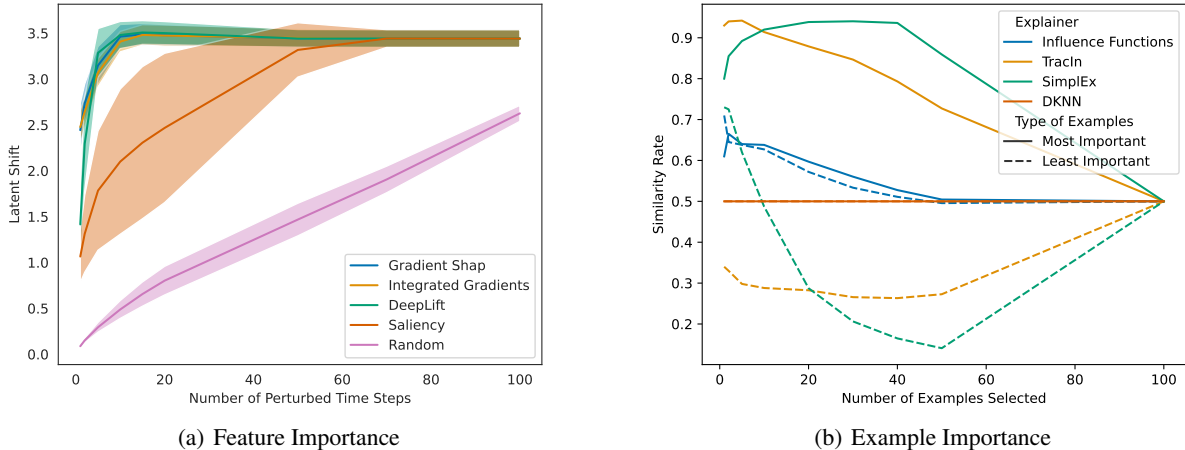 3.5
3.0
2.5
2.0
1.5
1.0
0.5
0.0
Latent Shift
0
20
40
60
80
100
Number of Perturbed Time Steps
Gradient Shap
Integrated Gradients
DeepLift
Saliency
Random
(a) Feature Importance
0.9
0.8
0.7
0.6
0.5
0.4
0.3
0.2
Similarity Rate
0
20
40
60
80
100
Number of Examples Selected
Explainer
Influence Functions
TracIn
SimplEx
DKNN
Type of Examples
Most Important
Least Important
(b) Example Importance